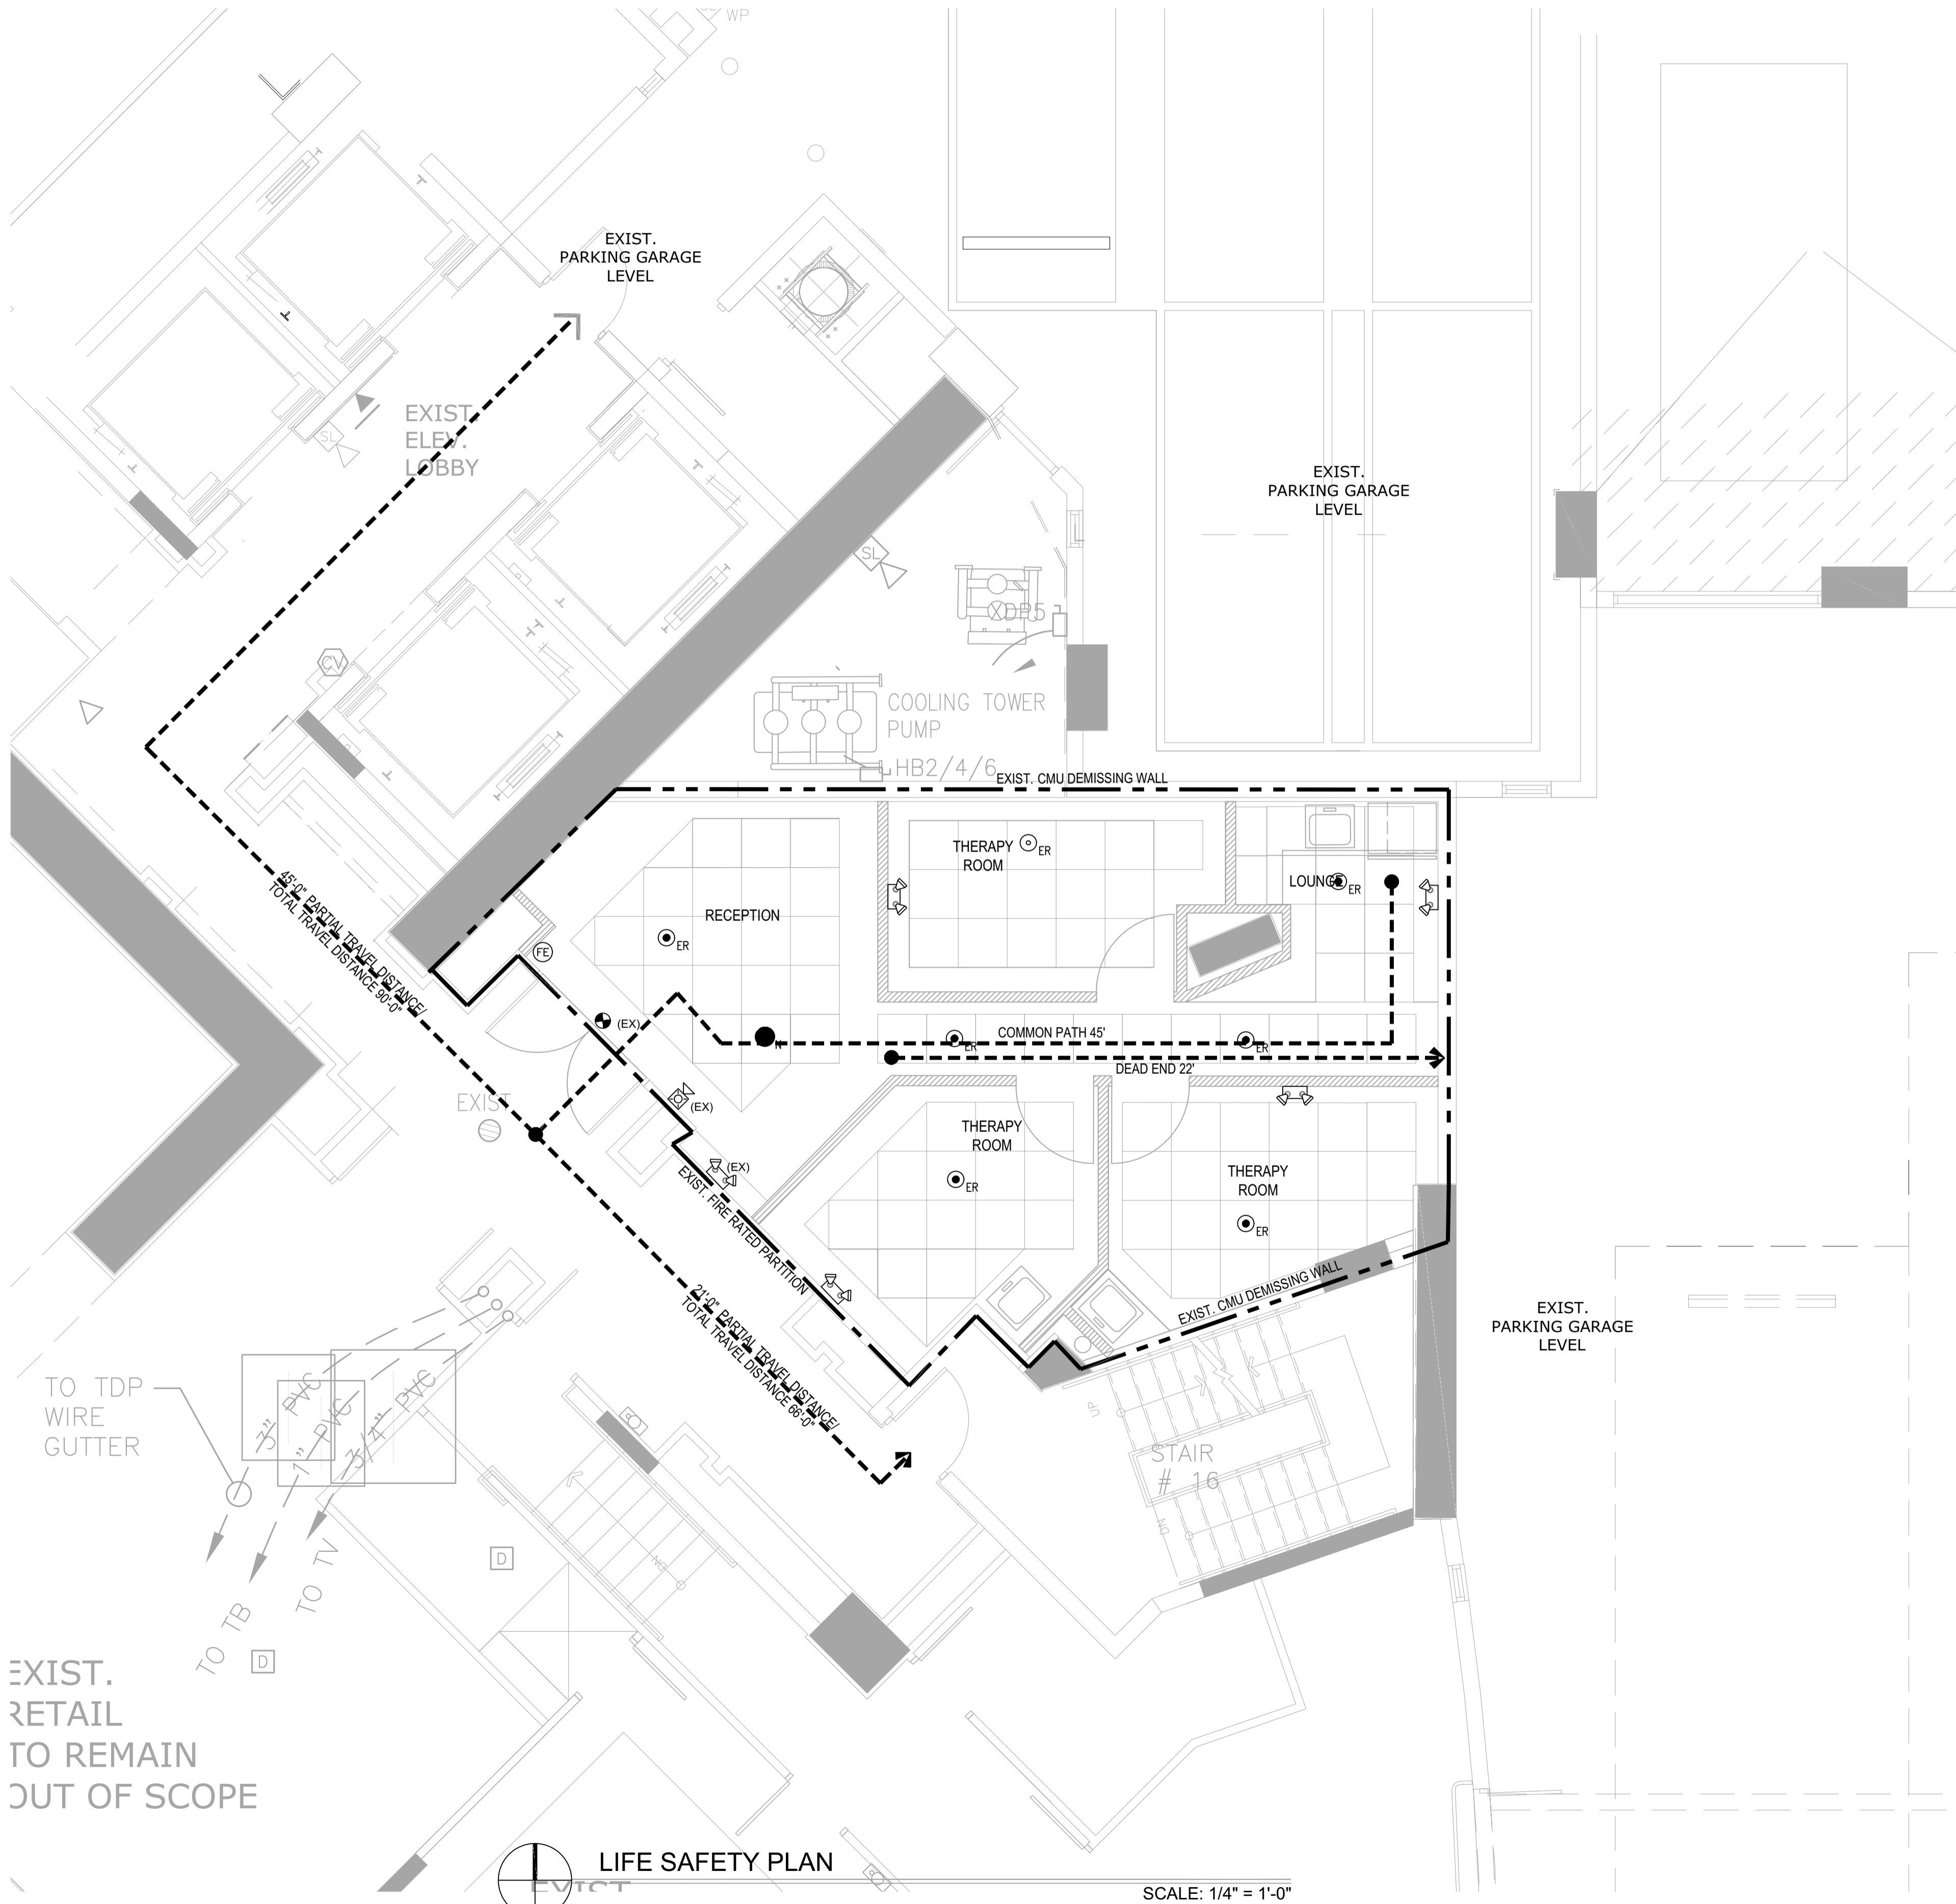 WP
EXIST.
PARKING GARAGE
LEVEL
EXIST.
ELEV.
LOBBY
SL
EXIST.
PARKING GARAGE
LEVEL
SL
XDP5
CV
COOLING TOWER
PUMP
HB2/4/6
EXIST. CMU DEMISSING WALL
THERAPY
ROOM
ER
LOUNGE
ER
RECEPTION
ER
45'-0" PARTIAL TRAVEL DISTANCE/
TOTAL TRAVEL DISTANCE 90'-0"
FE
(EX)
N
COMMON PATH 45'
ER
ER
DEAD END 22'
EXIST
(EX)
THERAPY
ROOM
(EX)
ER
THERAPY
ROOM
ER
EXIST. FIRE RATED PARTITION
EXIST. CMU DEMISSING WALL
21'-0" PARTIAL TRAVEL DISTANCE/
TOTAL TRAVEL DISTANCE 66'-0"
EXIST.
PARKING GARAGE
LEVEL
TO TDP
WIRE
GUTTER
3" PVC
1" PVC
3/4" PVC
UP
STAIR
# 16
DN
D
DN
TO TV
TO TB
D
EXIST.
RETAIL
TO REMAIN
OUT OF SCOPE
LIFE SAFETY PLAN
EXIST
SCALE: 1/4" = 1'-0"